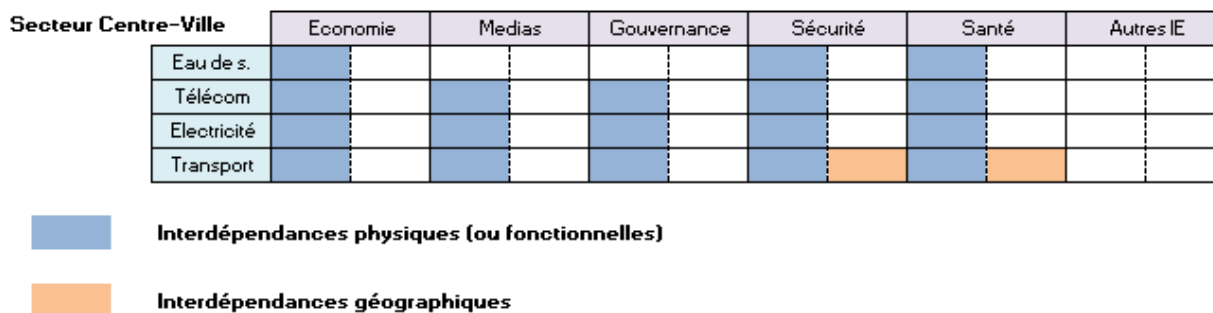 Secteur Centre-Ville
Economie Medias Gouvernance Sécurité Santé Autres IE
Eau de s.
Télécom
Electricité
Transport
Interdépendances physiques (ou fonctionnelles)
Interdépendances géographiques